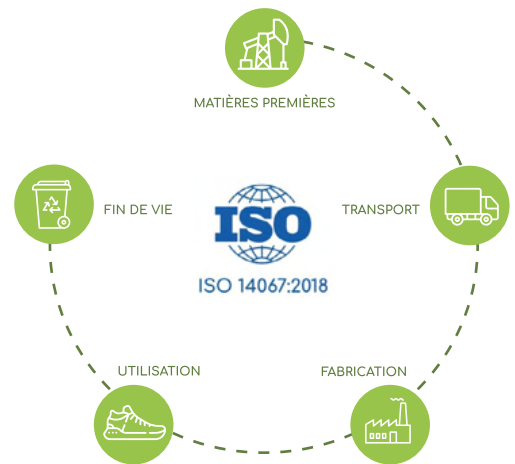 MATIÈRES PREMIÈRES
FIN DE VIE
ISO
TRANSPORT
ISO 14067:2018
UTILISATION
FABRICATION